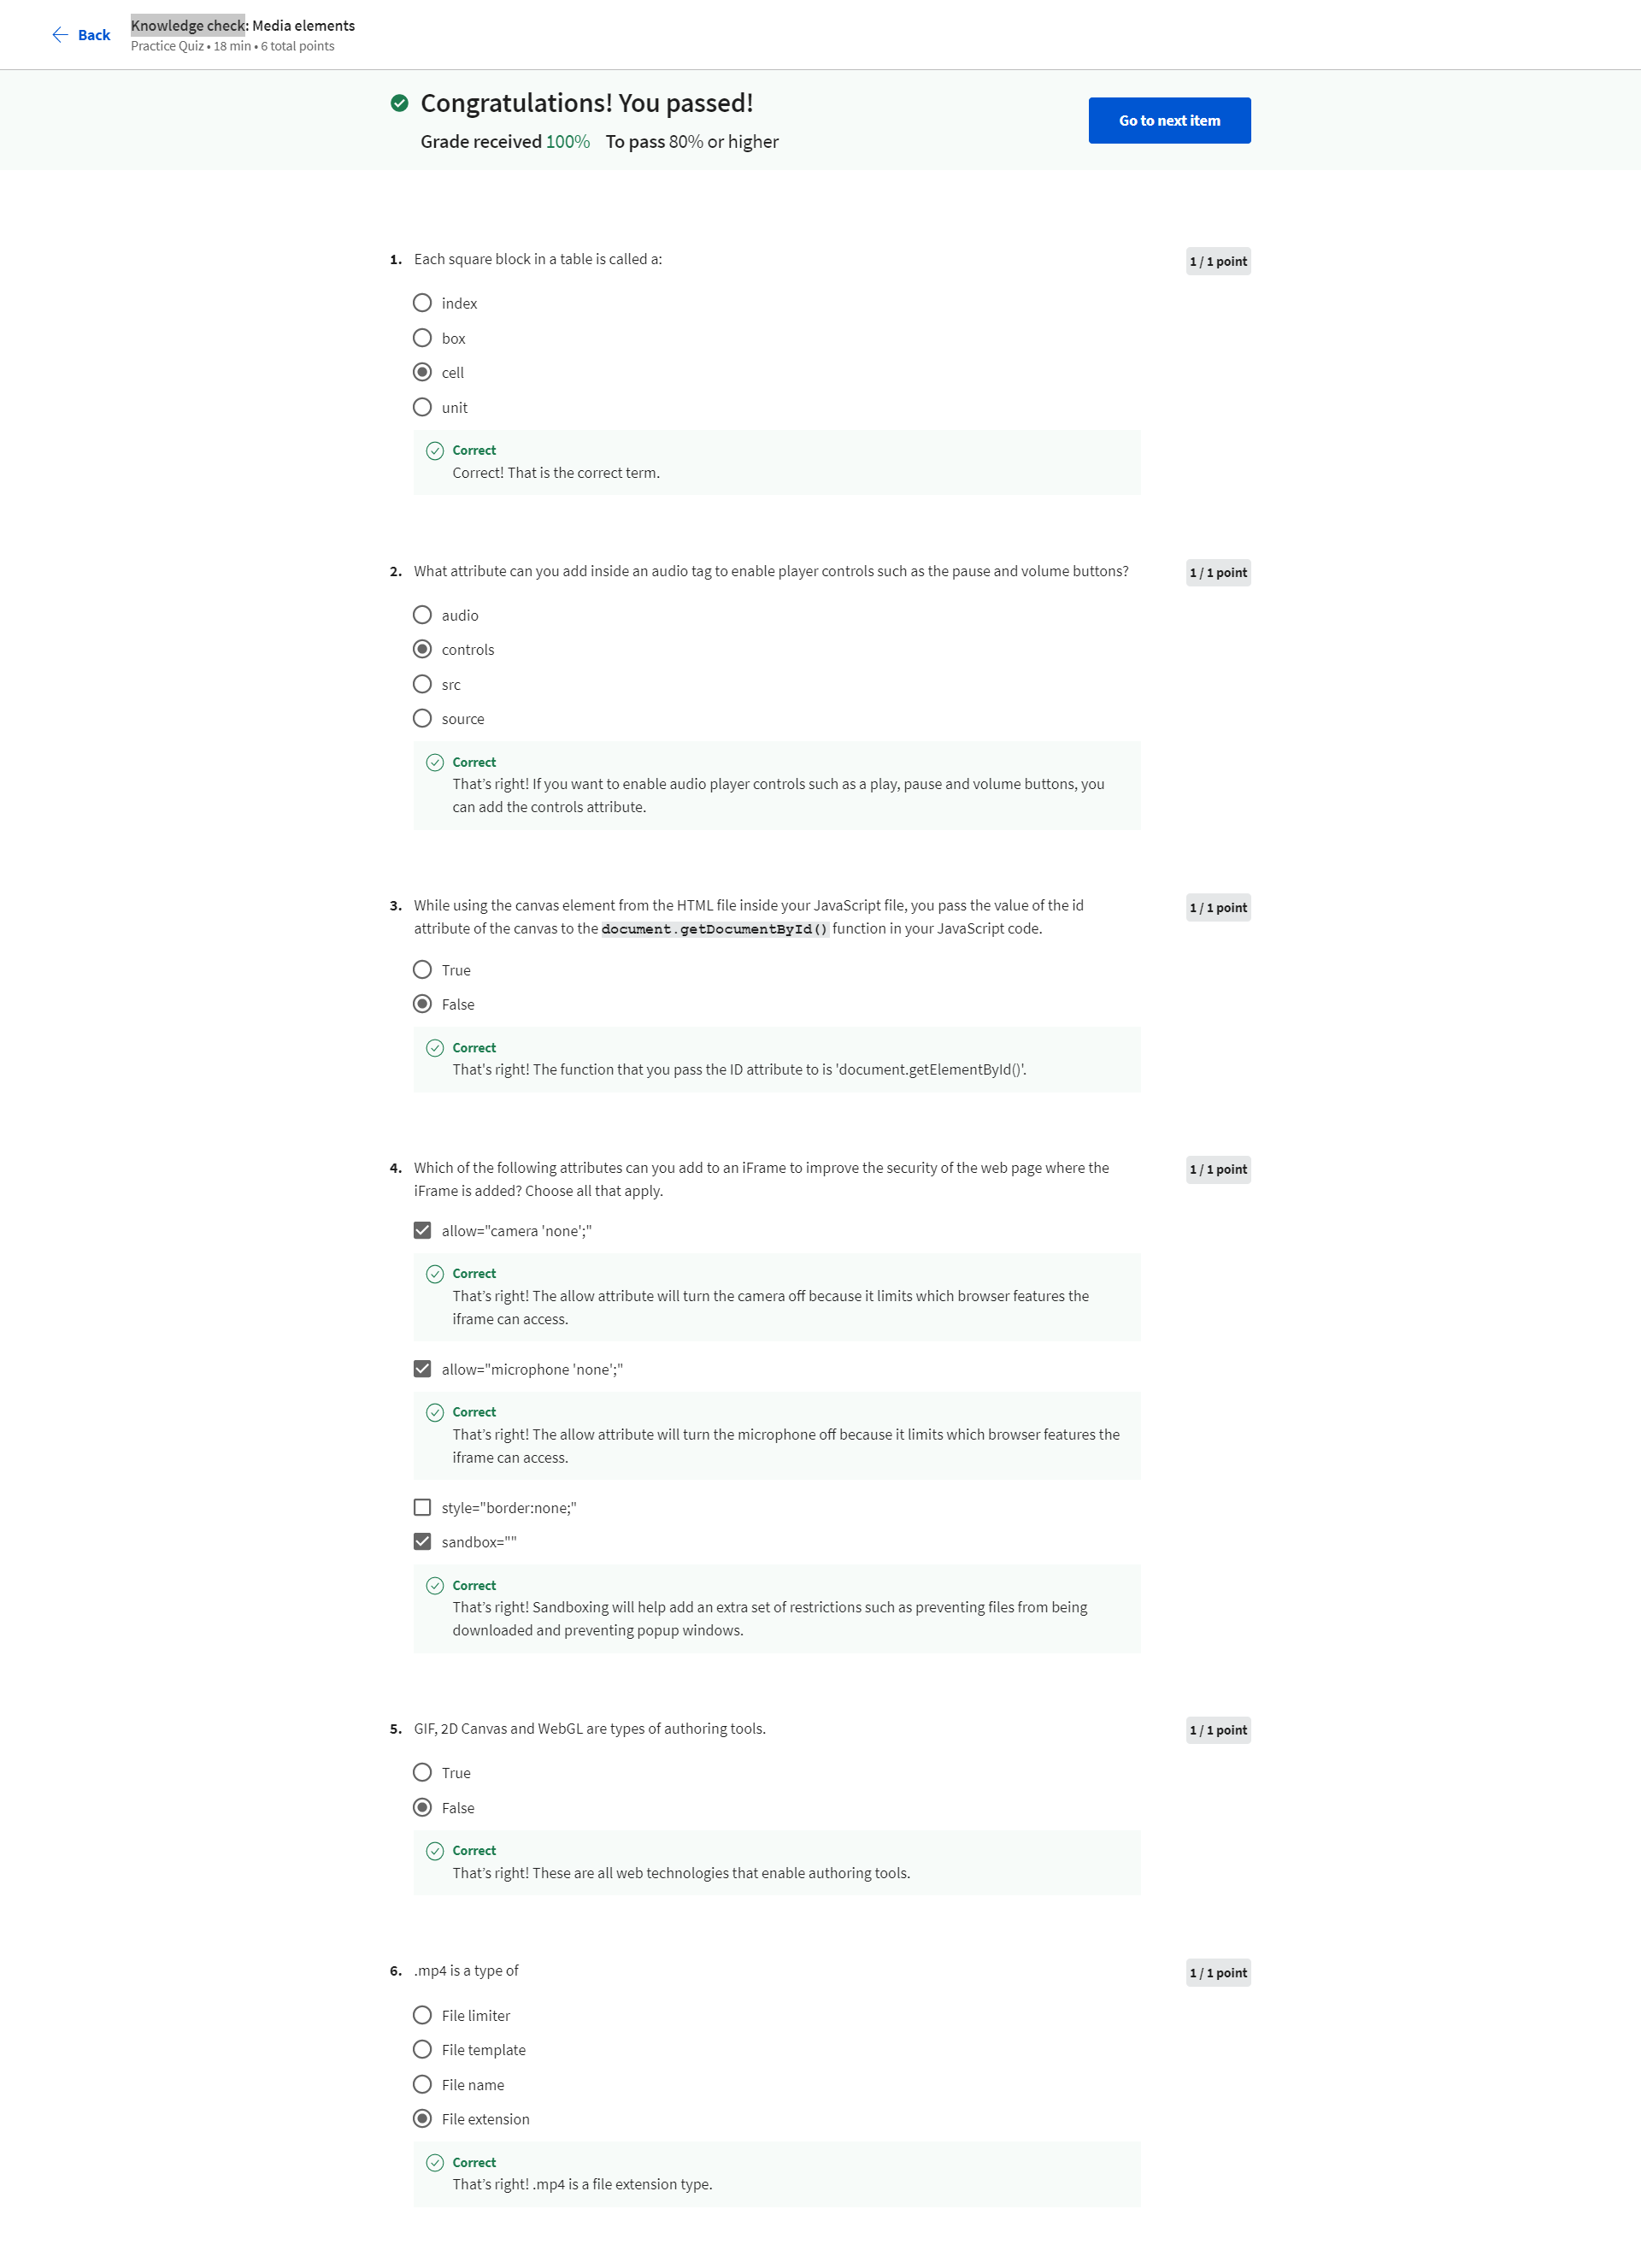 Back
Knowledge check: Media elements
Practice Quiz • 18 min • 6 total points
Congratulations! You passed!
Grade received 100% To pass 80% or higher
Go to next item
1. Each square block in a table is called a:
1 / 1 point
index
box
cell
unit
Correct
Correct! That is the correct term.
2. What attribute can you add inside an audio tag to enable player controls such as the pause and volume buttons?
1 / 1 point
audio
controls
src
source
Correct
That’s right! If you want to enable audio player controls such as a play, pause and volume buttons, you
can add the controls attribute.
3. While using the canvas element from the HTML file inside your JavaScript file, you pass the value of the id
attribute of the canvas to the document.getDocumentById() function in your JavaScript code.
1 / 1 point
True
False
Correct
That's right! The function that you pass the ID attribute to is 'document.getElementById()'.
4. Which of the following attributes can you add to an iFrame to improve the security of the web page where the
iFrame is added? Choose all that apply.
1 / 1 point
allow="camera 'none';"
Correct
That’s right! The allow attribute will turn the camera off because it limits which browser features the
iframe can access.
allow="microphone 'none';"
Correct
That’s right! The allow attribute will turn the microphone off because it limits which browser features the
iframe can access.
style="border:none;"
sandbox=""
Correct
That’s right! Sandboxing will help add an extra set of restrictions such as preventing files from being
downloaded and preventing popup windows.
5. GIF, 2D Canvas and WebGL are types of authoring tools.
1 / 1 point
True
False
Correct
That’s right! These are all web technologies that enable authoring tools.
6. .mp4 is a type of
1 / 1 point
File limiter
File template
File name
File extension
Correct
That’s right! .mp4 is a file extension type.